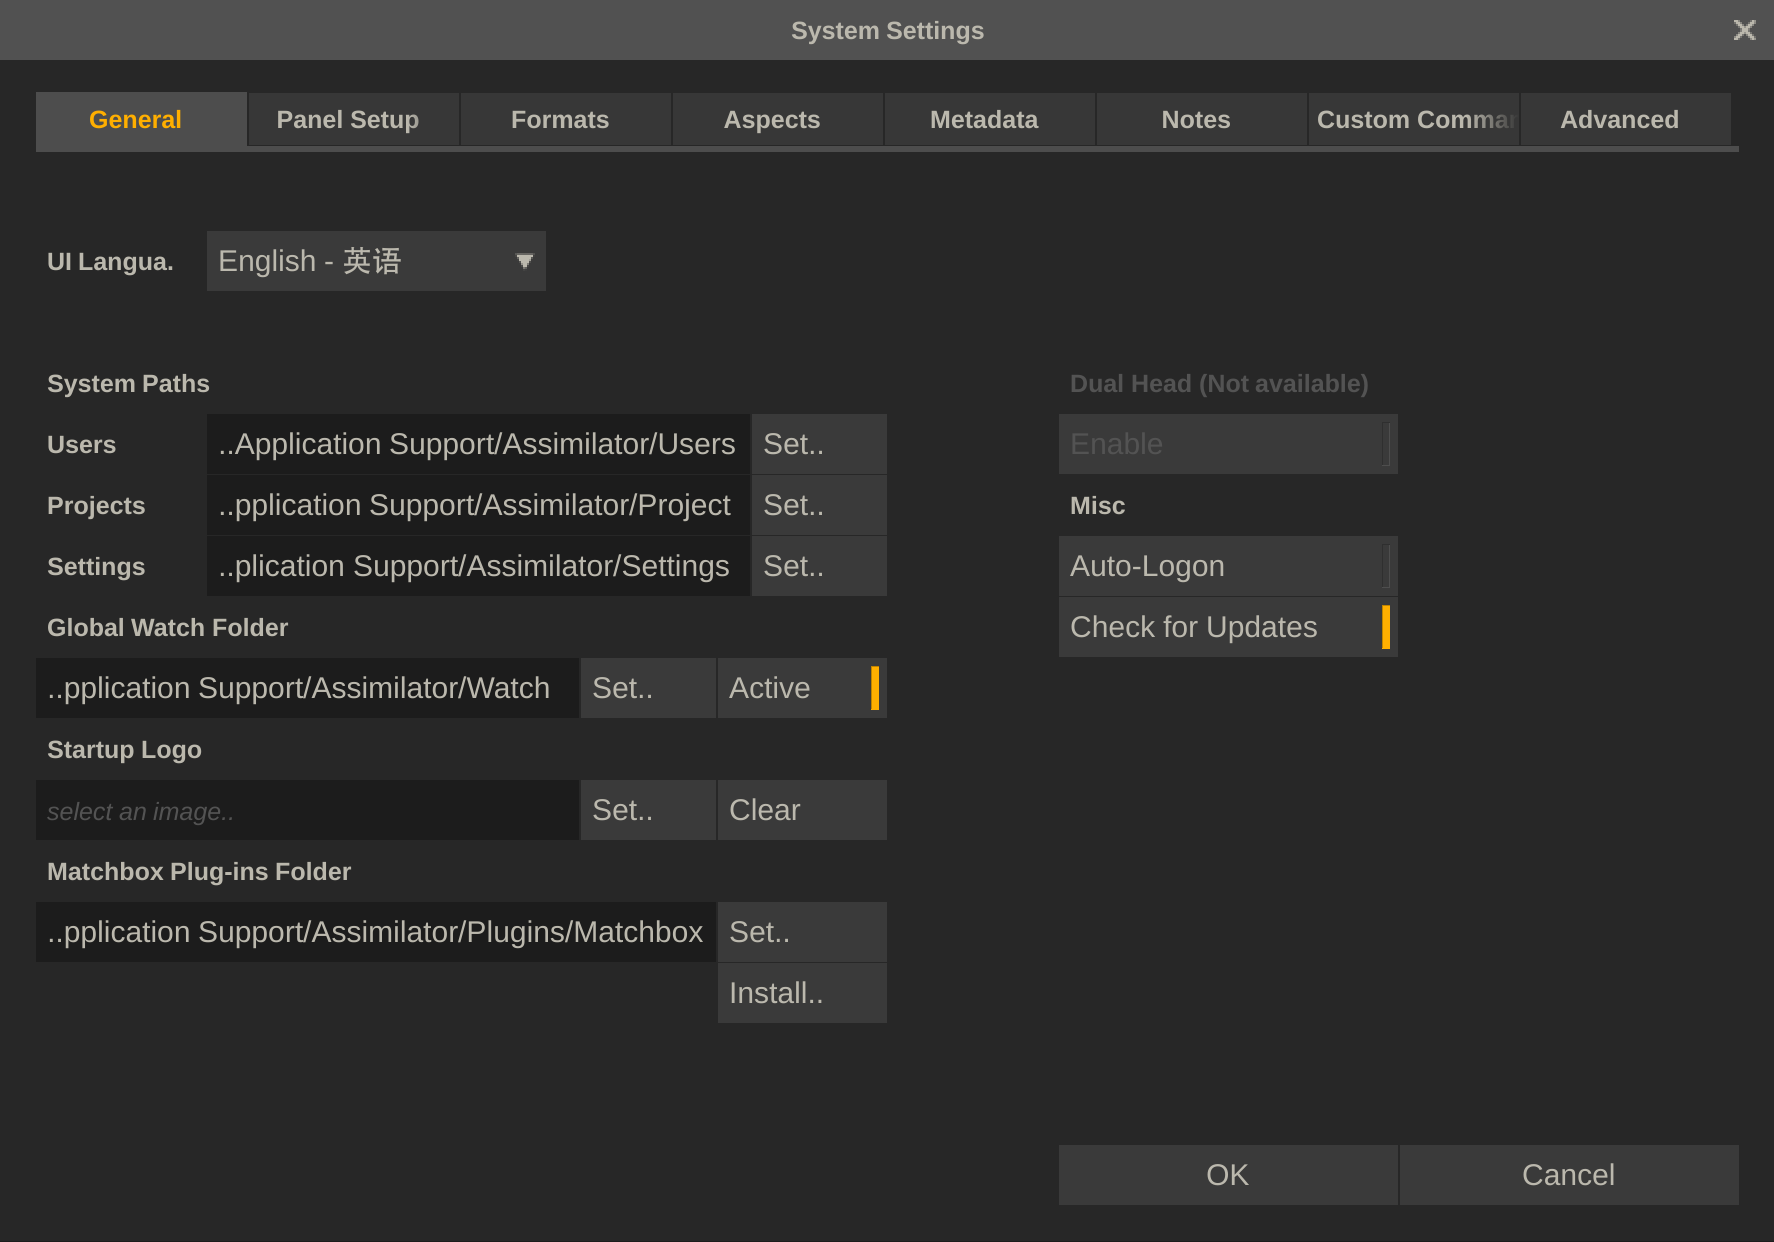 System Settings
General Panel Setup Formats Aspects Metadata Notes Custom Comman Advanced
UI Langua. English - 英语
System Paths Dual Head (Not available)
Users ..Application Support/Assimilator/Users Set.. Enable
Projects ..pplication Support/Assimilator/Project Set.. Misc
Settings ..plication Support/Assimilator/Settings Set.. Auto-Logon
Global Watch Folder Check for Updates
..pplication Support/Assimilator/Watch Set.. Active
Startup Logo
select an image.. Set.. Clear
Matchbox Plug-ins Folder
..pplication Support/Assimilator/Plugins/Matchbox Set..
Install..
OK Cancel